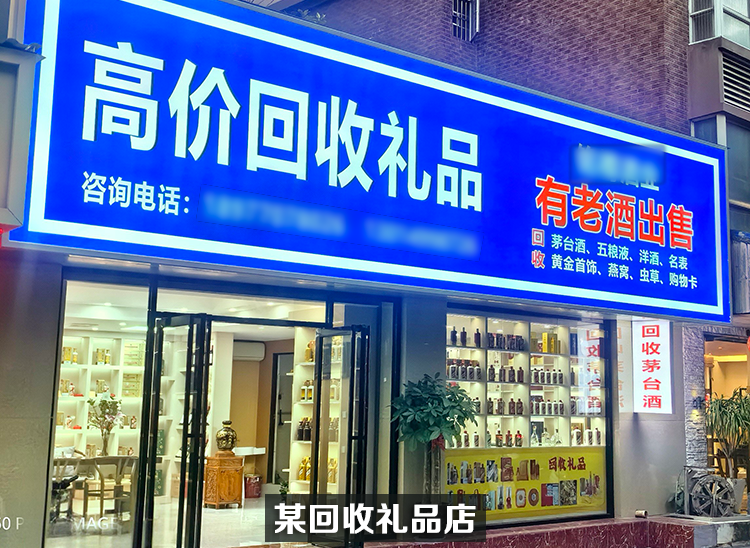 高价回收礼品
咨询电话：
有老酒出售
回收
茅台酒、五粮液、洋酒、名表
黄金首饰、燕窝、虫草、购物卡
回收茅台酒
回收礼品
某回收礼品店